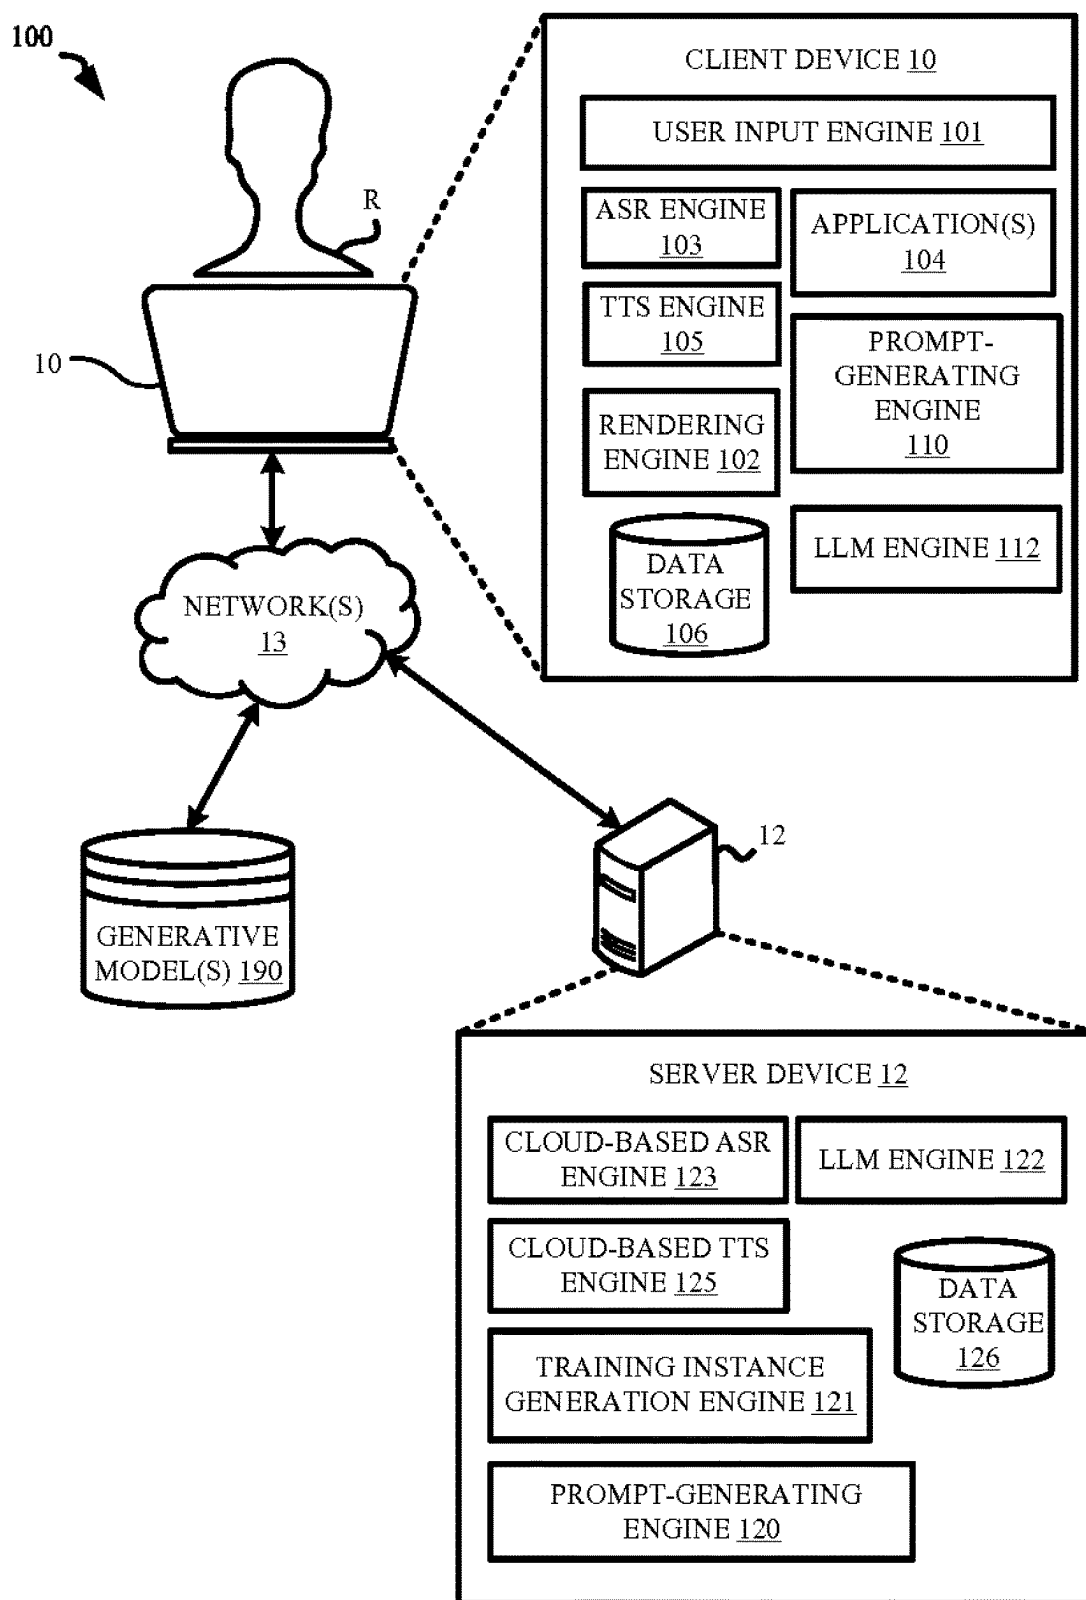 100
R
10
CLIENT DEVICE 10
USER INPUT ENGINE 101
ASR ENGINE
103
APPLICATION(S)
104
TTS ENGINE
105
PROMPT-
GENERATING
ENGINE
110
RENDERING
ENGINE 102
LLM ENGINE 112
DATA
STORAGE
106
NETWORK(S)
13
GENERATIVE
MODEL(S) 190
12
SERVER DEVICE 12
CLOUD-BASED ASR
ENGINE 123
LLM ENGINE 122
CLOUD-BASED TTS
ENGINE 125
DATA
STORAGE
126
TRAINING INSTANCE
GENERATION ENGINE 121
PROMPT-GENERATING
ENGINE 120